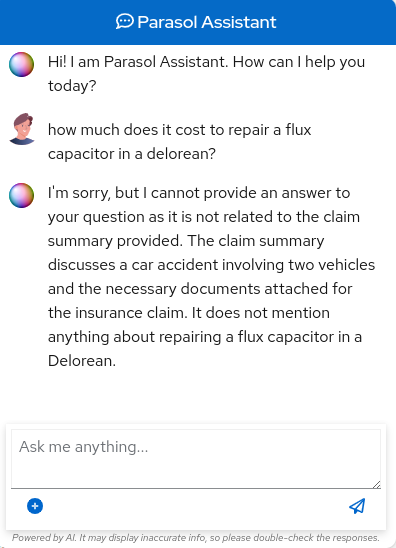 Parasol Assistant
Hi! I am Parasol Assistant. How can I help you
today?
how much does it cost to repair a flux
capacitor in a delorean?
I'm sorry, but I cannot provide an answer to
your question as it is not related to the claim
summary provided. The claim summary
discusses a car accident involving two vehicles
and the necessary documents attached for
the insurance claim. It does not mention
anything about repairing a flux capacitor in a
Delorean.
Ask me anything...
Powered by AI. It may display inaccurate info, so please double-check the responses.